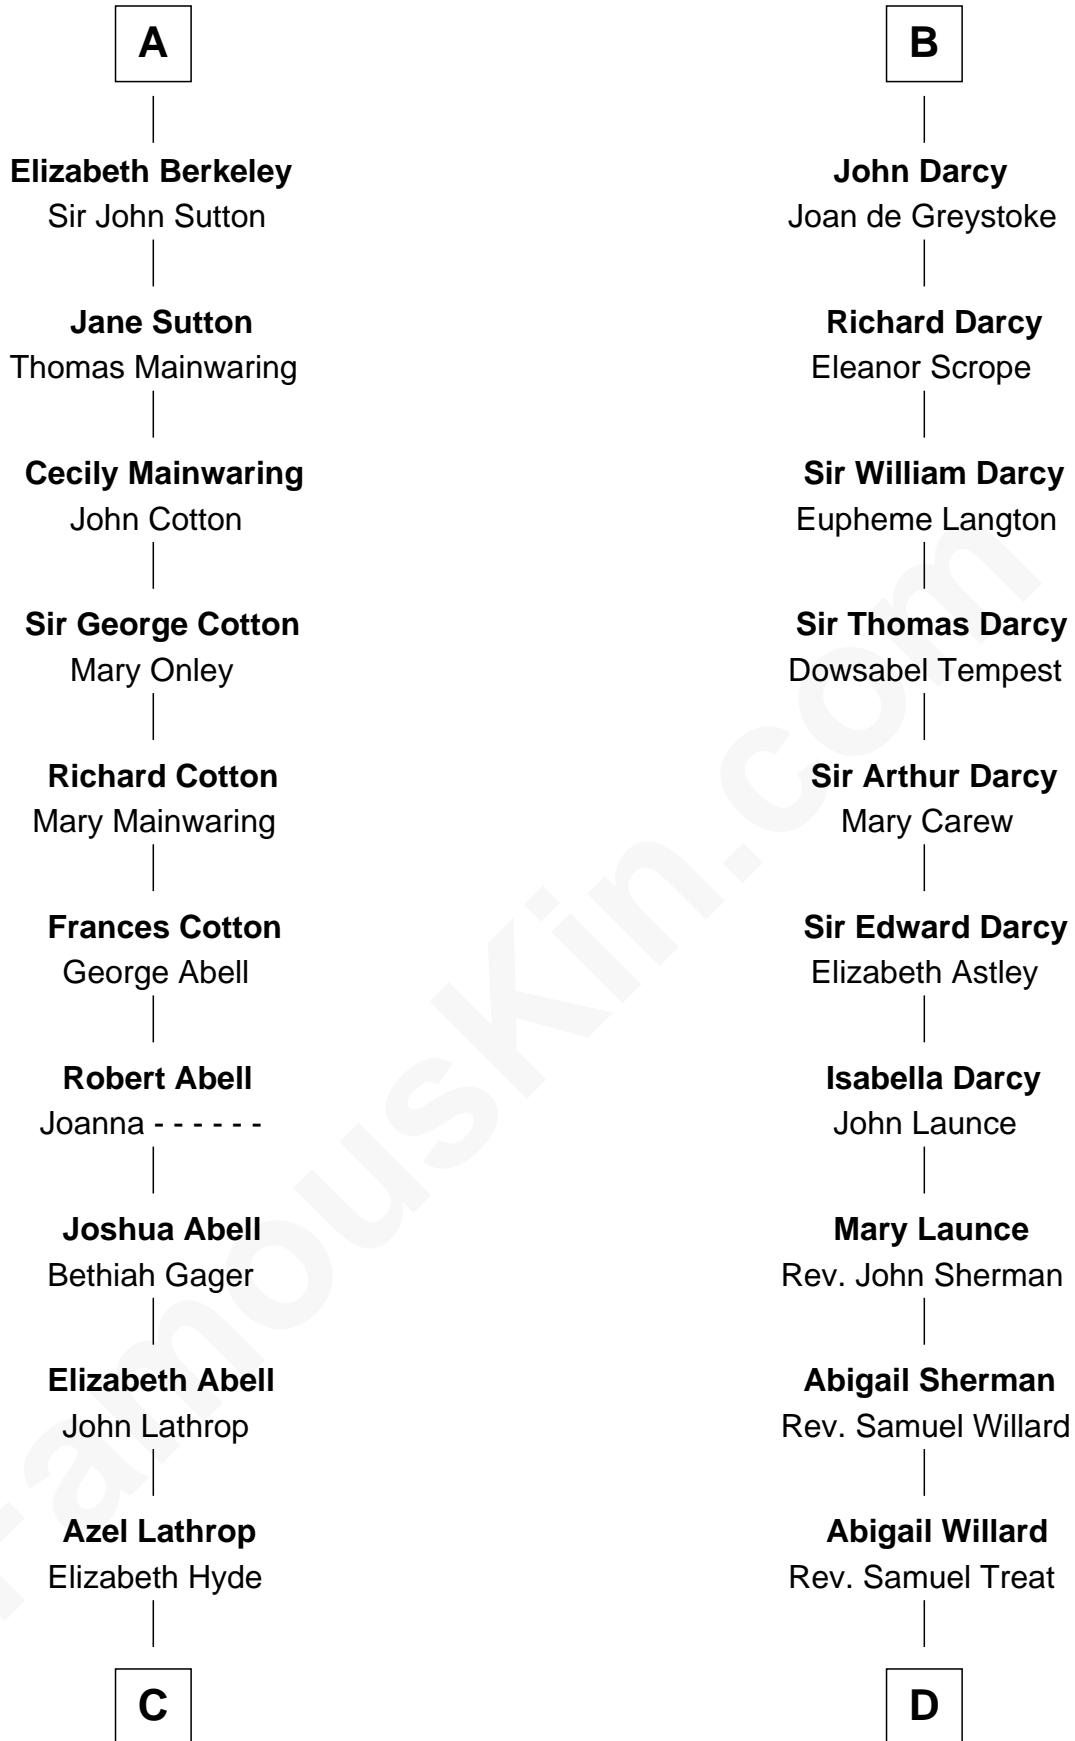 A
Elizabeth Berkeley
Sir John Sutton
Jane Sutton
Thomas Mainwaring
Cecily Mainwaring
John Cotton
Sir George Cotton
Mary Onley
Richard Cotton
Mary Mainwaring
Frances Cotton
George Abell
Robert Abell
Joanna - - - - - -
Joshua Abell
Bethiah Gager
Elizabeth Abell
John Lathrop
Azel Lathrop
Elizabeth Hyde
C
B
John Darcy
Joan de Greystoke
Richard Darcy
Eleanor Scrope
Sir William Darcy
Eupheme Langton
Sir Thomas Darcy
Dowsabel Tempest
Sir Arthur Darcy
Mary Carew
Sir Edward Darcy
Elizabeth Astley
Isabella Darcy
John Launce
Mary Launce
Rev. John Sherman
Abigail Sherman
Rev. Samuel Willard
Abigail Willard
Rev. Samuel Treat
D
FamousKin.com